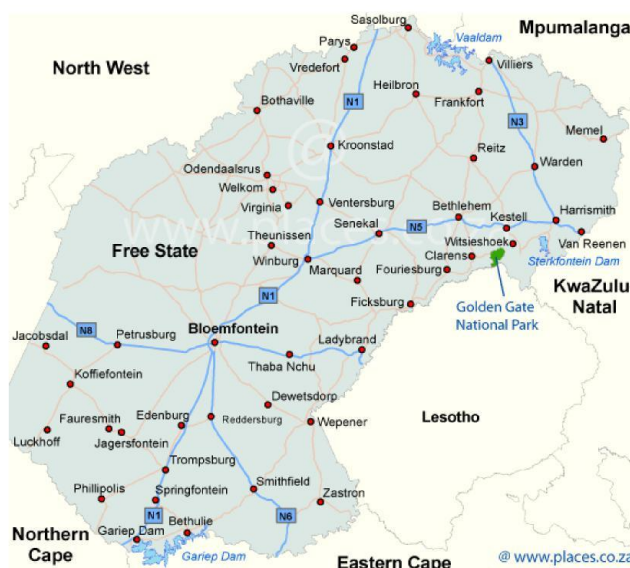 Sasolburg
Mpumalanga
Parys
Vaaldam
North West
Vredefort
Villiers
Heilbron
N1
Frankfort
Bothaville
N3
Memel
@
Kroonstad
Reitz
Odendaalsrus
Warden
Welkom
Virginia
Ventersburg
Bethlehem
Harrismith
www.places.co.za
Senekal
N5
Kestell
Free State
Theunissen
Witsieshoek
Van Reenen
Winburg
Clarens
Marquard
Fouriesburg
Sterkfontein Dam
KwaZulu
Natal
N1
Ficksburg
Golden Gate
National Park
N8
Bloemfontein
Jacobsdal
Petrusburg
Ladybrand
Thaba Nchu
Koffiefontein
Dewetsdorp
Fauresmith
Edenburg
Reddersburg
Wepener
Lesotho
Luckhoff
Jagersfontein
Trompsburg
Phillipolis
Springfontein
Smithfield
Zastron
N1
N6
Northern
Cape
Gariep Dam
Bethulie
Gariep Dam
Eastern Cape
@ www.places.co.za